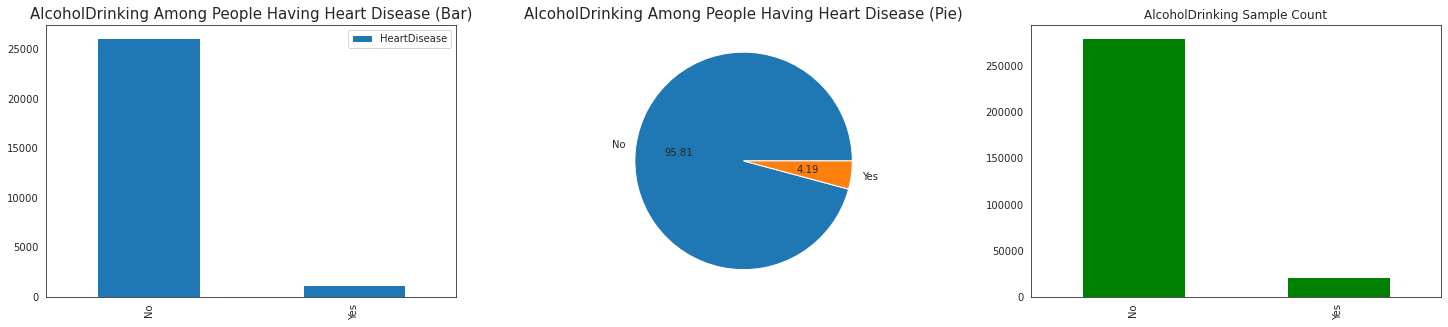 AlcoholDrinking Among People Having Heart Disease (Bar)
HeartDisease
25000
20000
15000
10000
5000
0
No
Yes
AlcoholDrinking Among People Having Heart Disease (Pie)
No
95.81
4.19
Yes
AlcoholDrinking Sample Count
250000
200000
150000
100000
50000
0
No
Yes